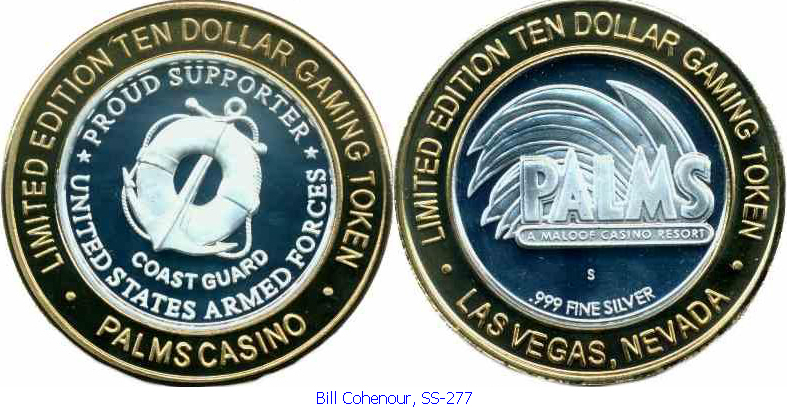 LIMITED EDITION TEN DOLLAR GAMING TOKEN
• PALMS CASINO •
★ PROUD SUPPORTER ★
UNITED STATES ARMED FORCES
COAST GUARD
LIMITED EDITION TEN DOLLAR GAMING TOKEN
• LAS VEGAS, NEVADA •
PALMS
A MALOOF CASINO RESORT
S
.999 FINE SILVER
Bill Cohenour, SS-277